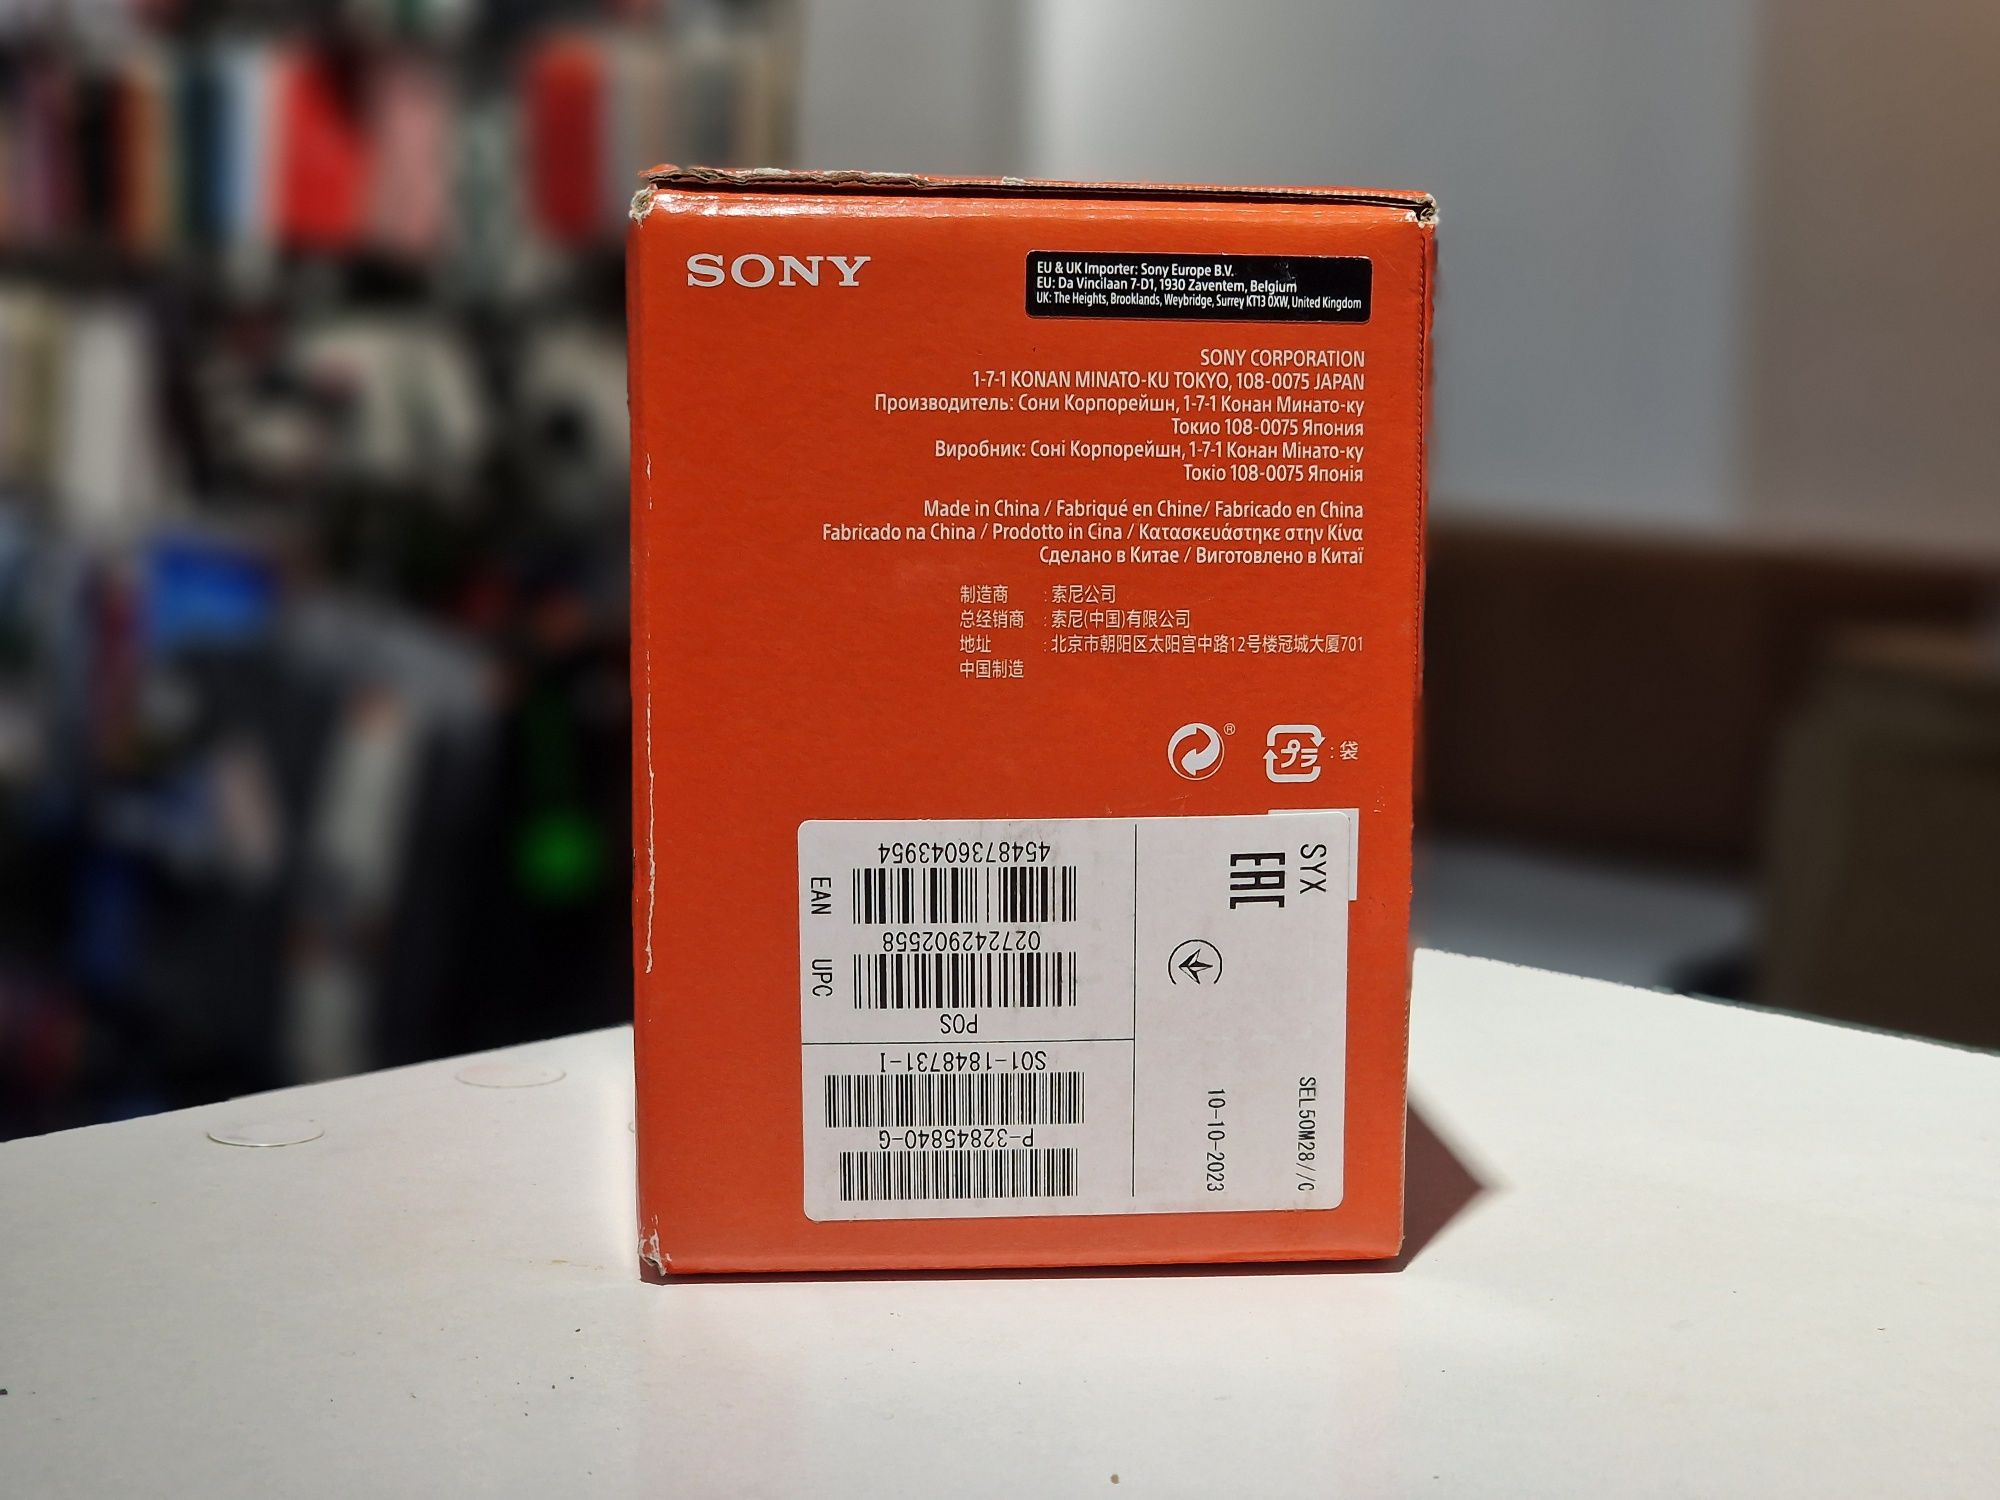 SONY
EU & UK Importer: Sony Europe B.V.
EU: Da Vincilaan 7-D1, 1930 Zaventem, Belgium
UK: The Heights, Brooklands, Weybridge, Surrey KT13 0XW, United Kingdom
SONY CORPORATION
1-7-1 KONAN MINATO-KU TOKYO, 108-0075 JAPAN
Производитель: Сони Корпорейшн, 1-7-1 Конан Минато-ку
Токио 108-0075 Япония
Виробник: Соні Корпорейшн, 1-7-1 Конан Мінато-ку
Токіо 108-0075 Японія
Made in China / Fabriqué en Chine/ Fabricado en China
Fabricado na China / Prodotto in Cina / Κατασκευάστηκε στην Κίνα
Сделано в Китае / Виготовлено в Китаї
制造商 : 索尼公司
总经销商 : 索尼(中国)有限公司
地址 : 北京市朝阳区太阳宫中路12号楼冠城大厦701
中国制造
®
プラ : 袋
4548736043954
EAN
027242902558
UPC
POS
S01-1848731-I
P-32845840-G
SYX
EAC
SEL50M28//C
10-10-2023